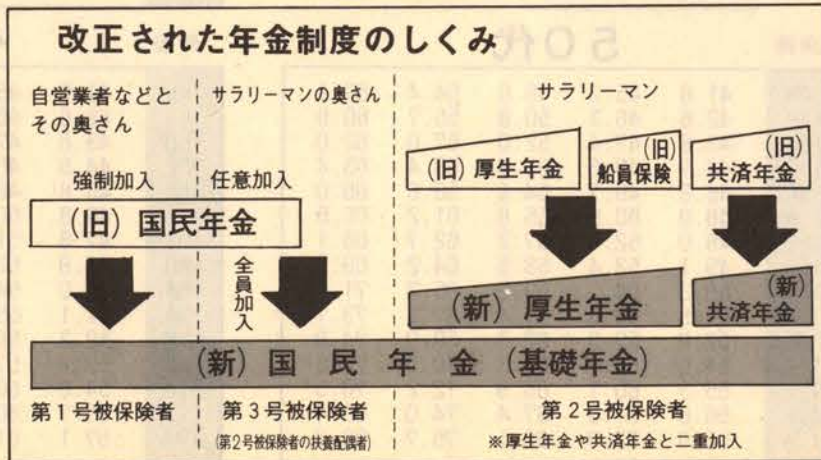 改正された年金制度のしくみ
自営業者などと
その奥さん
サラリーマンの奥さん
サラリーマン
強制加入
任意加入
(旧)国民年金
(旧)厚生年金
(旧)
船員保険
(旧)
共済年金
全員加入
(新)厚生年金
(新)
共済年金
(新)国民年金(基礎年金)
第1号被保険者
第3号被保険者
(第2号被保険者の扶養配偶者)
第2号被保険者
※厚生年金や共済年金と二重加入